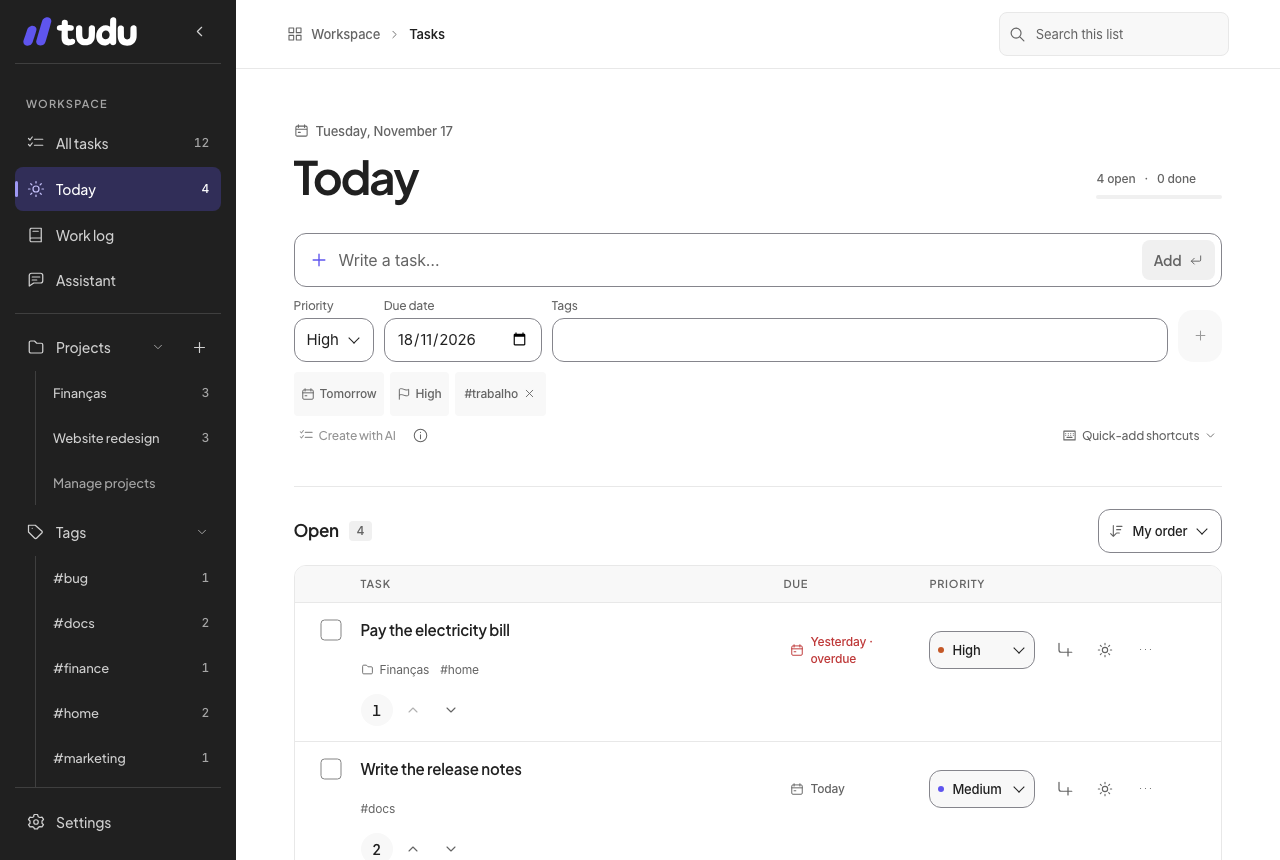 tudu
WORKSPACE
All tasks 12
Today 4
Work log
Assistant
Projects
Finanças 3
Website redesign 3
Manage projects
Tags
#bug 1
#docs 2
#finance 1
#home 2
#marketing 1
Settings
Workspace Tasks
Search this list
Tuesday, November 17
Today
4 open · 0 done
Write a task...
Add
Priority Due date Tags
High 18/11/2026
Tomorrow High #trabalho
Create with AI
Quick-add shortcuts
Open 4
My order
TASK DUE PRIORITY
Pay the electricity bill
Yesterday ·
overdue
High
Finanças #home
1
Write the release notes
Today
Medium
#docs
2